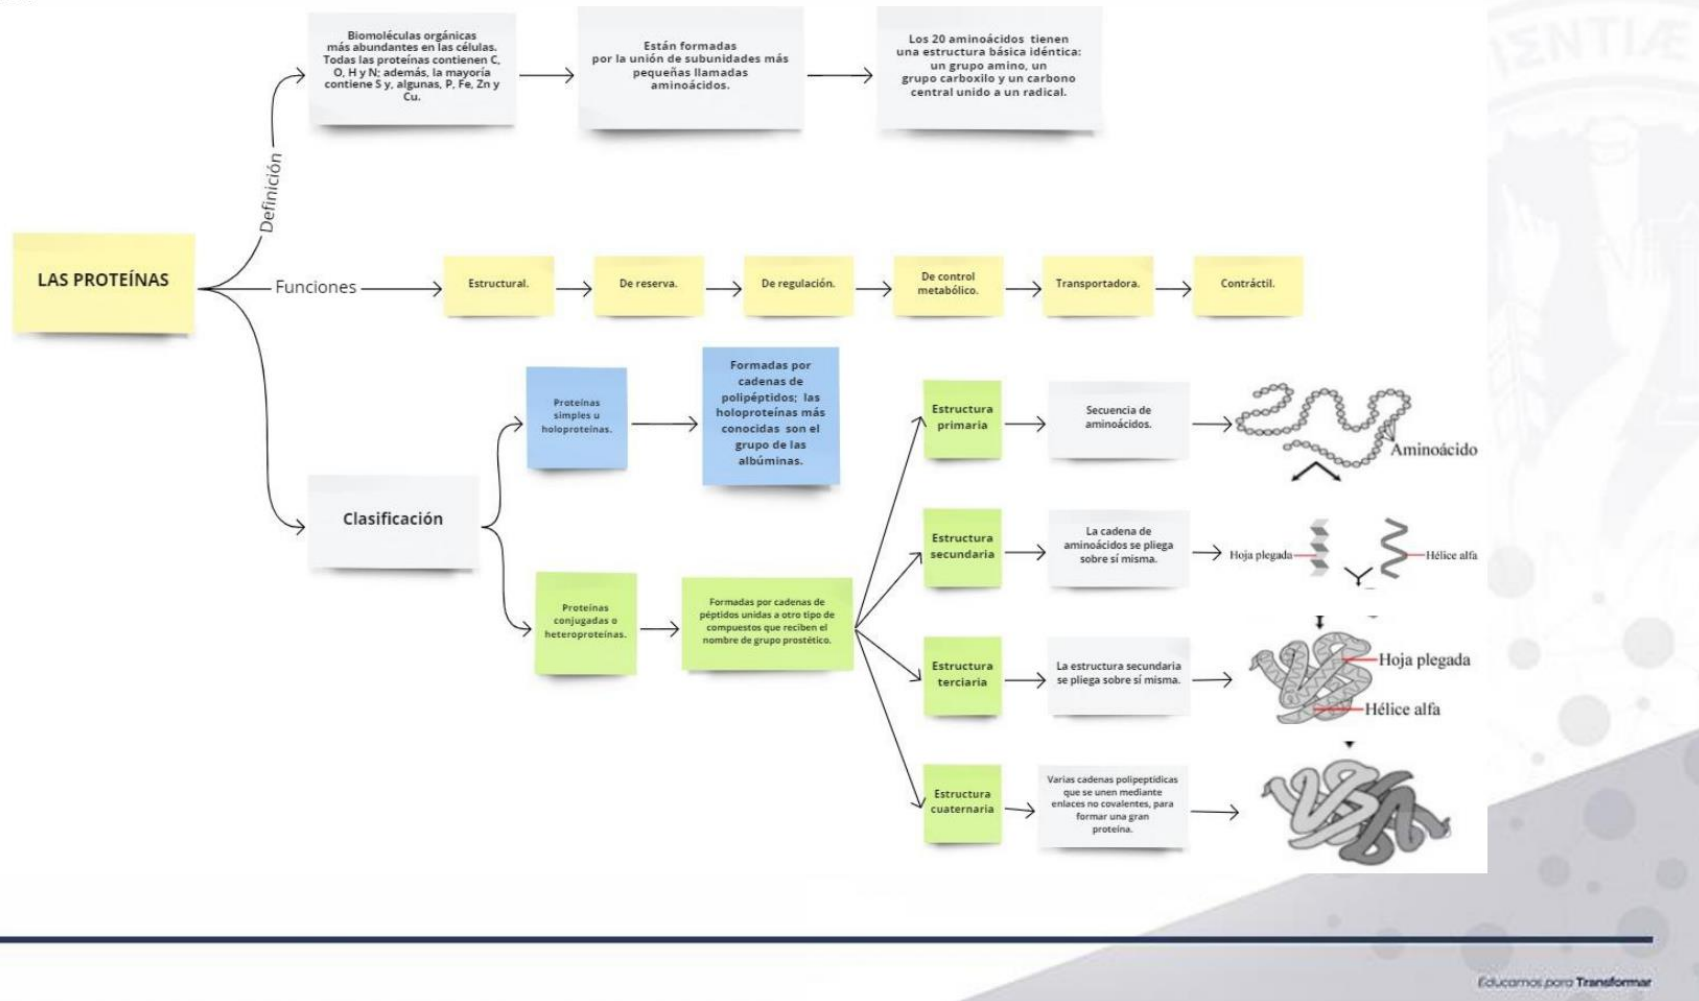 Biomoléculas orgánicas
más abundantes en las células.
Todas las proteínas contienen C,
O, H y N; además, la mayoría
contiene S y, algunas, P, Fe, Zn y
Cu.
Están formadas
por la unión de subunidades más
pequeñas llamadas
aminoácidos.
Los 20 aminoácidos tienen
una estructura básica idéntica:
un grupo amino, un
grupo carboxilo y un carbono
central unido a un radical.
Definición
LAS PROTEÍNAS
Funciones
Estructural.
De reserva.
De regulación.
De control
metabólico.
Transportadora.
Contráctil.
Clasificación
Proteínas
simples u
holoproteínas.
Formadas por
cadenas de
polipéptidos; las
holoproteínas más
conocidas son el
grupo de las
albúminas.
Proteínas
conjugadas o
heteroproteínas.
Formadas por cadenas de
péptidos unidas a otro tipo de
compuestos que reciben el
nombre de grupo prostético.
Estructura
primaria
Secuencia de
aminoácidos.
Aminoácido
Estructura
secundaria
La cadena de
aminoácidos se pliega
sobre sí misma.
Hoja plegada
Hélice alfa
Estructura
terciaria
La estructura secundaria
se pliega sobre sí misma.
Hoja plegada
Hélice alfa
Estructura
cuaternaria
Varias cadenas polipeptídicas
que se unen mediante
enlaces no covalentes, para
formar una gran
proteína.
Educamos para Transformar